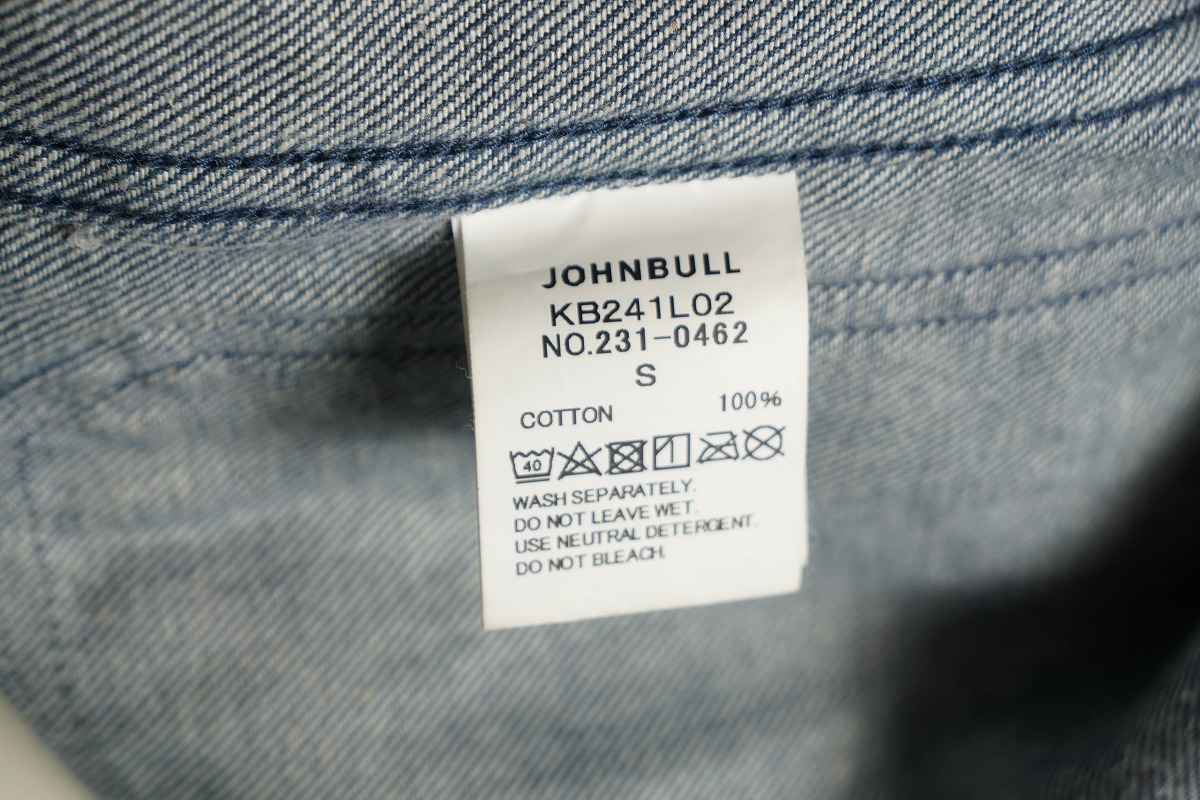 JOHNBULL
KB241L02
NO.231-0462
S
COTTON 100%
40
WASH SEPARATELY.
DO NOT LEAVE WET.
USE NEUTRAL DETERGENT.
DO NOT BLEACH.